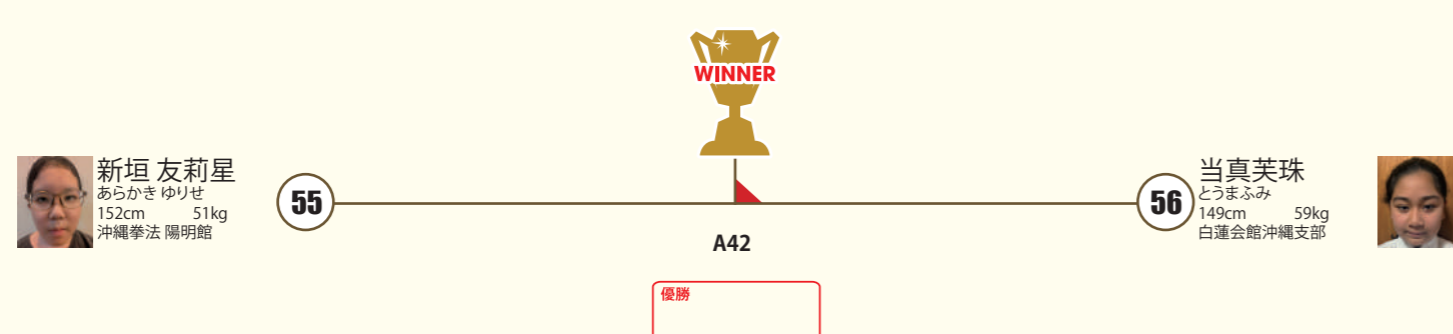 WINNER
新垣 友莉星
あらかき ゆりせ
152cm 51kg
沖縄拳法 陽明館
55
56
当真芙珠
とうまふみ
149cm 59kg
白蓮会館沖縄支部
A42
優勝